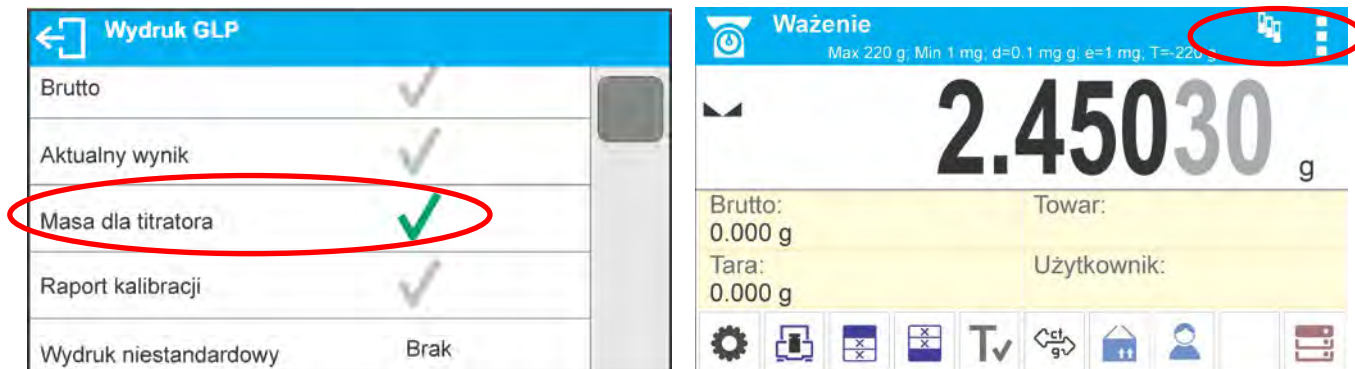 Wydruk GLP
Brutto
Aktualny wynik
Masa dla titratora
Raport kalibracji
Wydruk niestandardowy Brak
Ważenie
Max 220 g; Min 1 mg; d=0.1 mg g; e=1 mg; T=-220 g
2.45030 g
Brutto: Towar:
0.000 g
Tara: Użytkownik:
0.000 g
T
ct
g